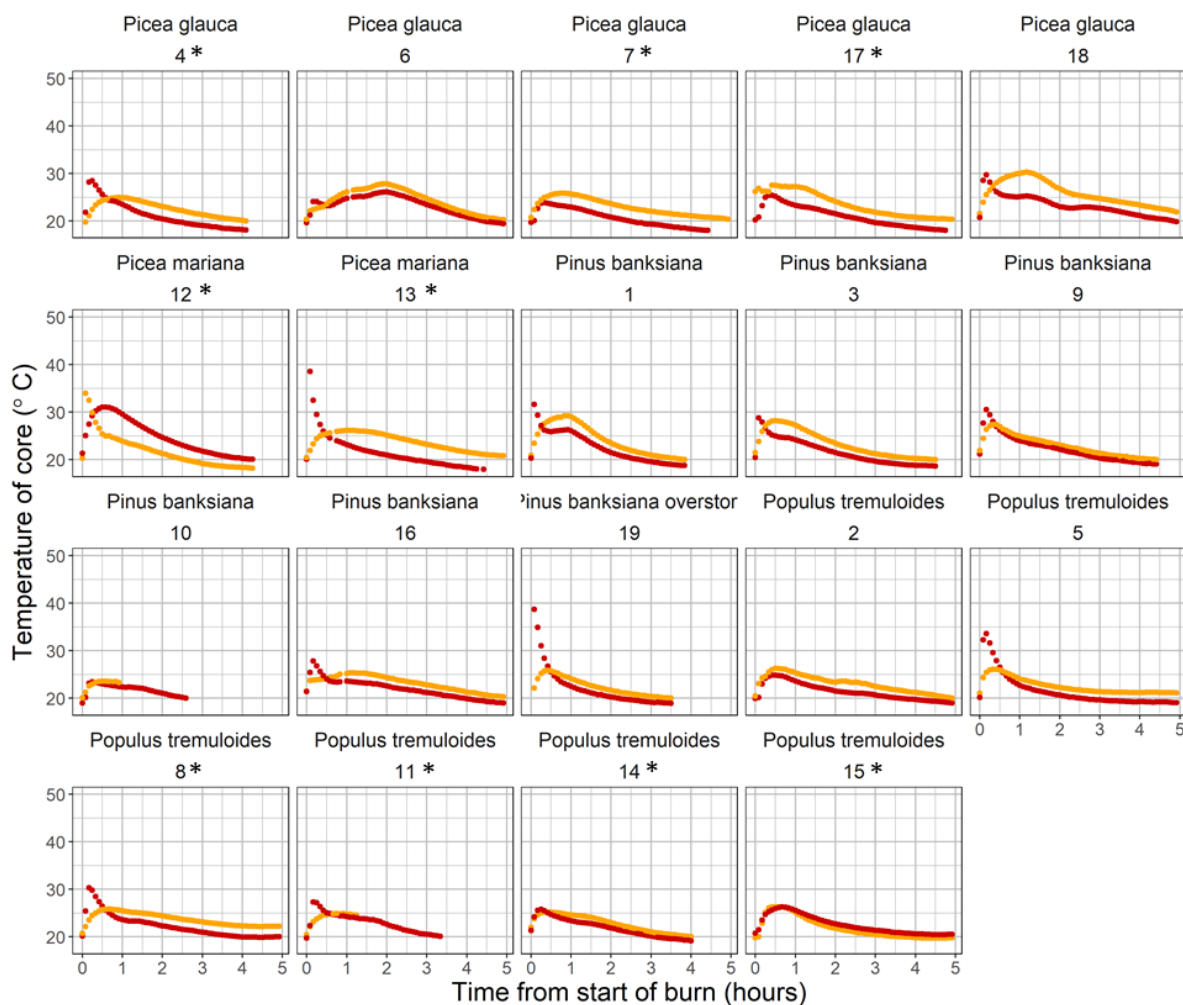 Picea glauca Picea glauca Picea glauca Picea glauca Picea glauca
4 * 6 7 * 17 * 18
50
40
30
20
Picea mariana Picea mariana Pinus banksiana Pinus banksiana Pinus banksiana
12 * 13 * 1 3 9
50
40
30
20
Pinus banksiana Pinus banksiana Pinus banksiana overstor Populus tremuloides Populus tremuloides
10 16 19 2 5
50
40
30
20
0 1 2 3 4 5
Populus tremuloides Populus tremuloides Populus tremuloides Populus tremuloides
8 * 11 * 14 * 15 *
50
40
30
20
0 1 2 3 4 5 0 1 2 3 4 5 0 1 2 3 4 5 0 1 2 3 4 5
Temperature of core (° C)
Time from start of burn (hours)